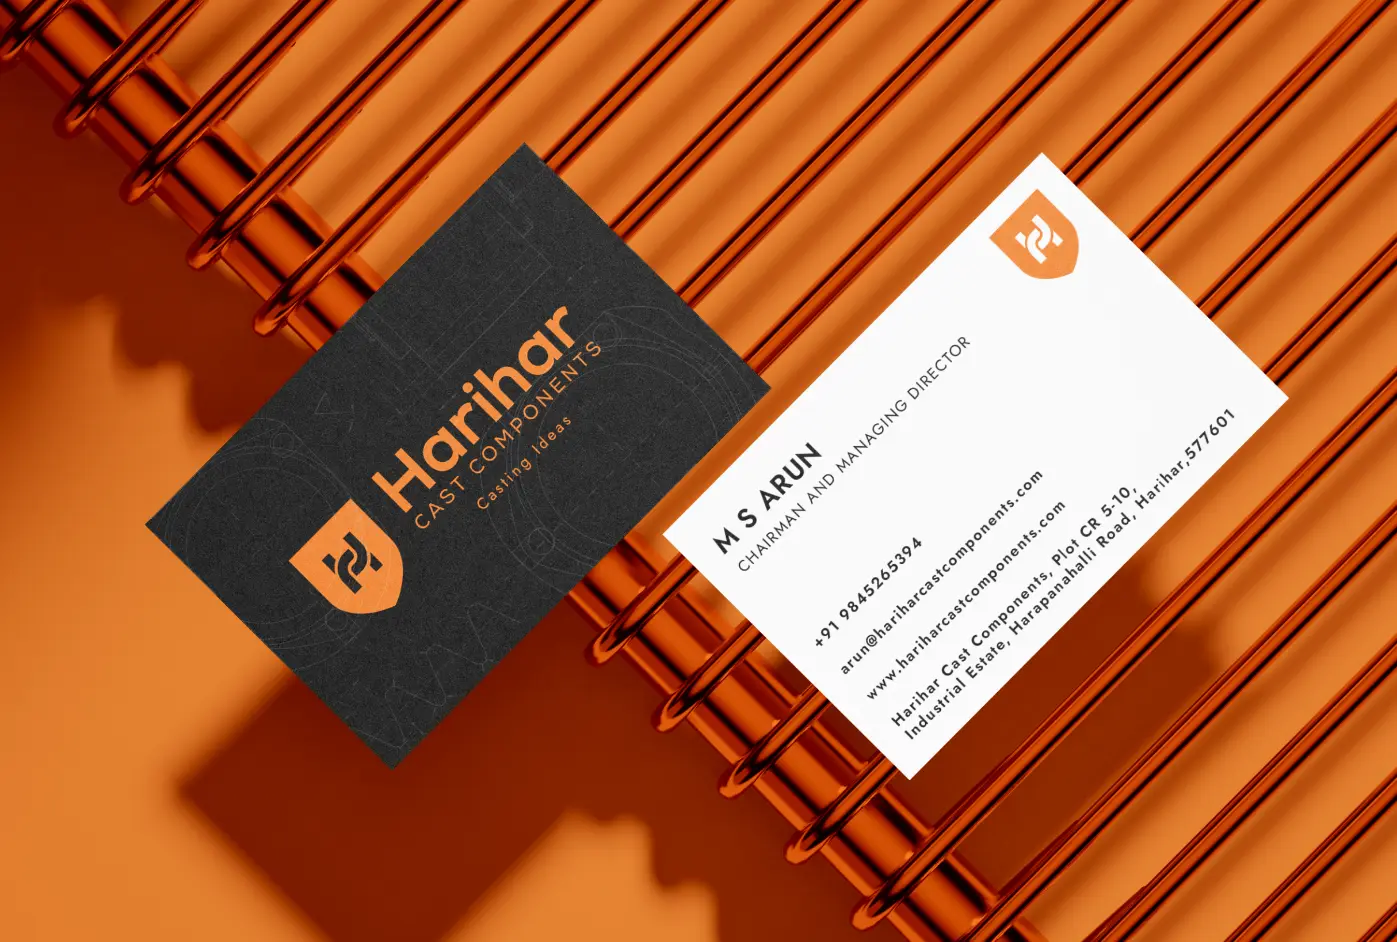 Harihar
CAST COMPONENTS
Casting Ideas
M S ARUN
CHAIRMAN AND MANAGING DIRECTOR
+91 9845265394
arun@hariharcastcomponents.com
www.hariharcastcomponents.com
Harihar Cast Components, Plot CR 5-10,
Industrial Estate, Harapanahalli Road, Harihar,577601